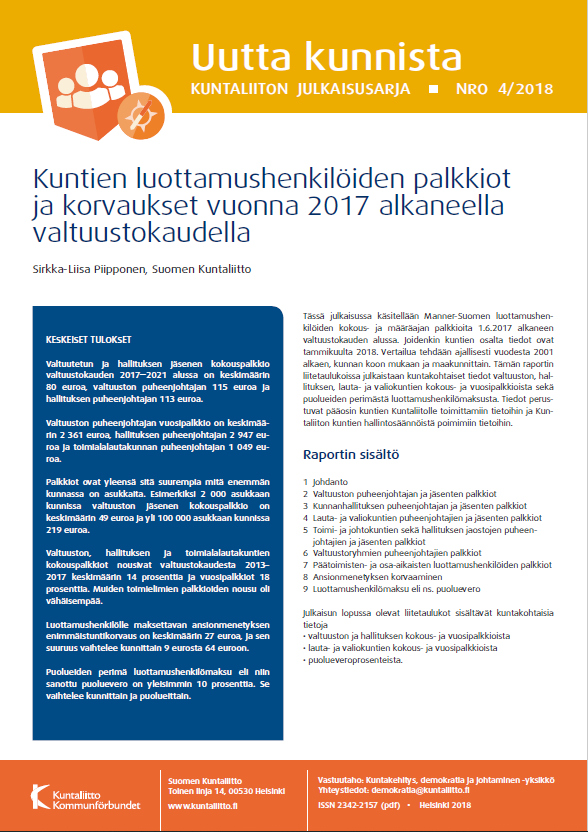 Uutta kunnista
KUNTALIITON JULKAISUSARJA ■ NRO 4/2018
Kuntien luottamushenkilöiden palkkiot
ja korvaukset vuonna 2017 alkaneella
valtuustokaudella
Sirkka-Liisa Piipponen, Suomen Kuntaliitto
KESKEISET TULOKSET
Valtuutetun ja hallituksen jäsenen kokouspalkkio
valtuustokauden 2017–2021 alussa on keskimäärin
80 euroa, valtuuston puheenjohtajan 115 euroa ja
hallituksen puheenjohtajan 113 euroa.
Valtuuston puheenjohtajan vuosipalkkio on keskimää-
rin 2 361 euroa, hallituksen puheenjohtajan 2 947 eu-
roa ja toimialalautakunnan puheenjohtajan 1 049 eu-
roa.
Palkkiot ovat yleensä sitä suurempia mitä enemmän
kunnassa on asukkaita. Esimerkiksi 2 000 asukkaan
kunnissa valtuuston jäsenen kokouspalkkio on
keskimäärin 49 euroa ja yli 100 000 asukkaan kunnissa
219 euroa.
Valtuuston, hallituksen ja toimialalautakuntien
kokouspalkkiot nousivat valtuustokaudesta 2013–
2017 keskimäärin 14 prosenttia ja vuosipalkkiot 18
prosenttia. Muiden toimielimien palkkioiden nousu oli
vähäisempää.
Luottamushenkilölle maksettavan ansionmenetyksen
enimmäistuntikorvaus on keskimäärin 27 euroa, ja sen
suuruus vaihtelee kunnittain 9 eurosta 64 euroon.
Puolueiden perimä luottamushenkilömaksu eli niin
sanottu puoluevero on yleisimmin 10 prosenttia. Se
vaihtelee kunnittain ja puolueittain.
Tässä julkaisussa käsitellään Manner-Suomen luottamushen-
kilöiden kokous- ja määräajan palkkioita 1.6.2017 alkaneen
valtuustokauden alussa. Joidenkin kuntien osalta tiedot ovat
tammikuulta 2018. Vertailua tehdään ajallisesti vuodesta 2001
alkaen, kunnan koon mukaan ja maakunnittain. Tämän raportin
liitetaulukoissa julkaistaan kuntakohtaiset tiedot valtuuston, hal-
lituksen, lauta- ja valiokuntien kokous- ja vuosipalkkioista sekä
puolueiden perimästä luottamushenkilömaksusta. Tiedot perus-
tuvat pääosin kuntien Kuntaliitolle toimittamiin tietoihin ja Kun-
taliiton kuntien hallintosäännöistä poimimiin tietoihin.
Raportin sisältö
1 Johdanto
2 Valtuuston puheenjohtajan ja jäsenten palkkiot
3 Kunnanhallituksen puheenjohtajan ja jäsenten palkkiot
4 Lauta- ja valiokuntien puheenjohtajien ja jäsenten palkkiot
5 Toimi- ja johtokuntien sekä hallituksen jaostojen puheen-
johtajien ja jäsenten palkkiot
6 Valtuustoryhmien puheenjohtajien palkkiot
7 Päätoimisten- ja osa-aikaisten luottamushenkilöiden palkkiot
8 Ansionmenetyksen korvaaminen
9 Luottamushenkilömaksu eli ns. puoluevero
Julkaisun lopussa olevat liitetaulukot sisältävät kuntakohtaisia
tietoja
• valtuuston ja hallituksen kokous- ja vuosipalkkioista
• lauta- ja valiokuntien kokous- ja vuosipalkkioista
• puolueveroprosenteista.
Kuntaliitto
Kommunförbundet
Suomen Kuntaliitto
Toinen linja 14, 00530 Helsinki
www.kuntaliitto.fi
Vastuutaho: Kuntakehitys, demokratia ja johtaminen -yksikkö
Yhteystiedot: demokratia@kuntaliitto.fi
ISSN 2342-2157 (pdf) • Helsinki 2018